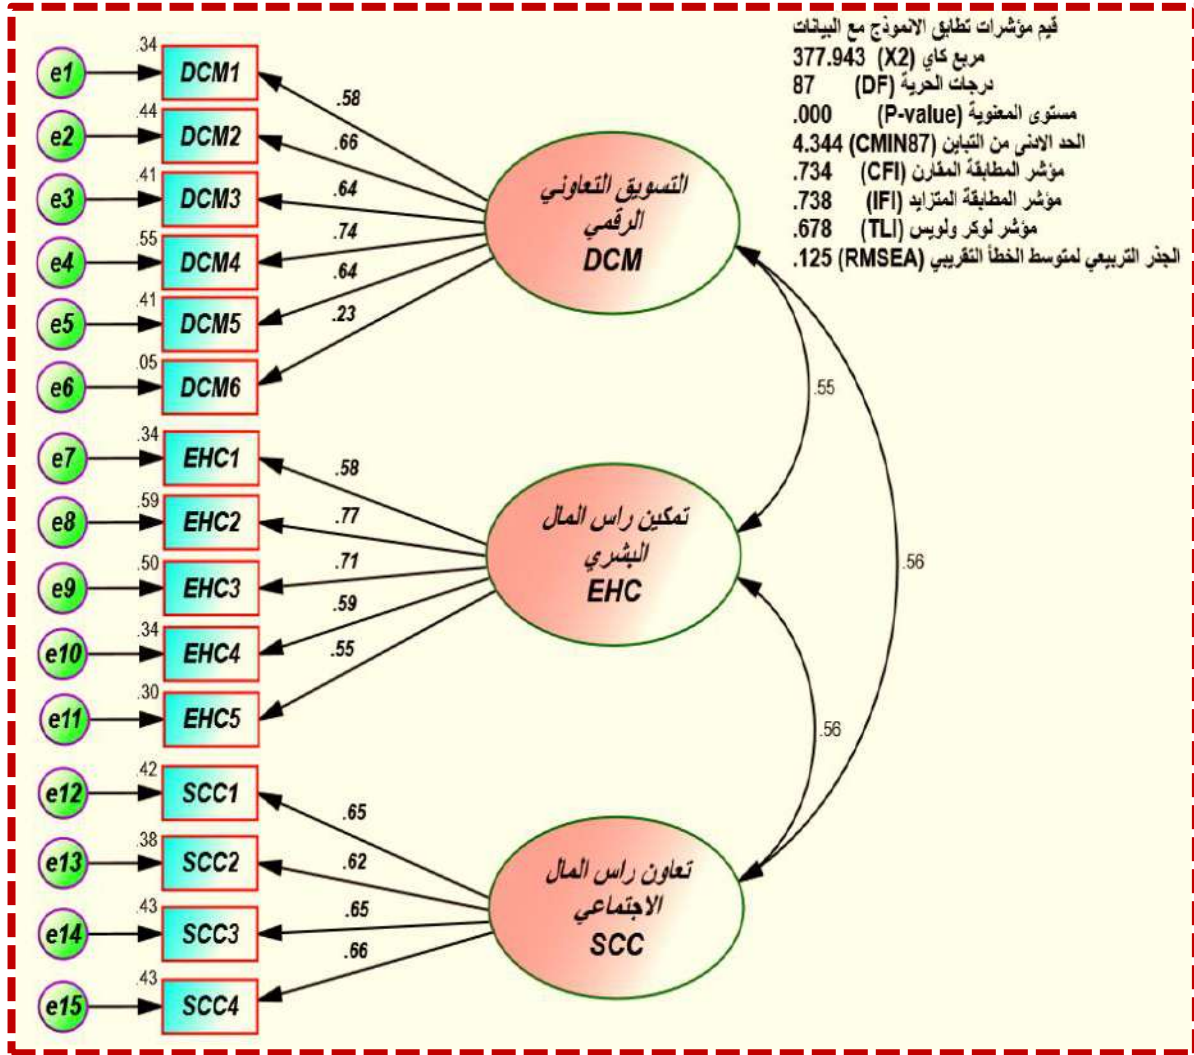 قيم مؤشرات تطابق الانموذج مع البيانات
مربع كاي (X2) 377.943
درجات الحرية (DF) 87
مستوى المعنوية (P-value) .000
الحد الادنى من التباين (CMIN87) 4.344
مؤشر المطابقة المقارن (CFI) .734
مؤشر المطابقة المتزايد (IFI) .738
مؤشر لوكر ولويس (TLI) .678
الجذر التربيعي لمتوسط الخطأ التقريبي (RMSEA) .125
e1 .34 DCM1 .58
e2 .44 DCM2 .66
e3 .41 DCM3 .64
e4 .55 DCM4 .74
e5 .41 DCM5 .64
e6 .05 DCM6 .23
التسويق التعاوني
الرقمي
DCM
.55
.56
e7 .34 EHC1 .58
e8 .59 EHC2 .77
e9 .50 EHC3 .71
e10 .34 EHC4 .59
e11 .30 EHC5 .55
تمكين راس المال
البشري
EHC
.56
e12 .42 SCC1 .65
e13 .38 SCC2 .62
e14 .43 SCC3 .65
e15 .43 SCC4 .66
تعاون راس المال
الاجتماعي
SCC